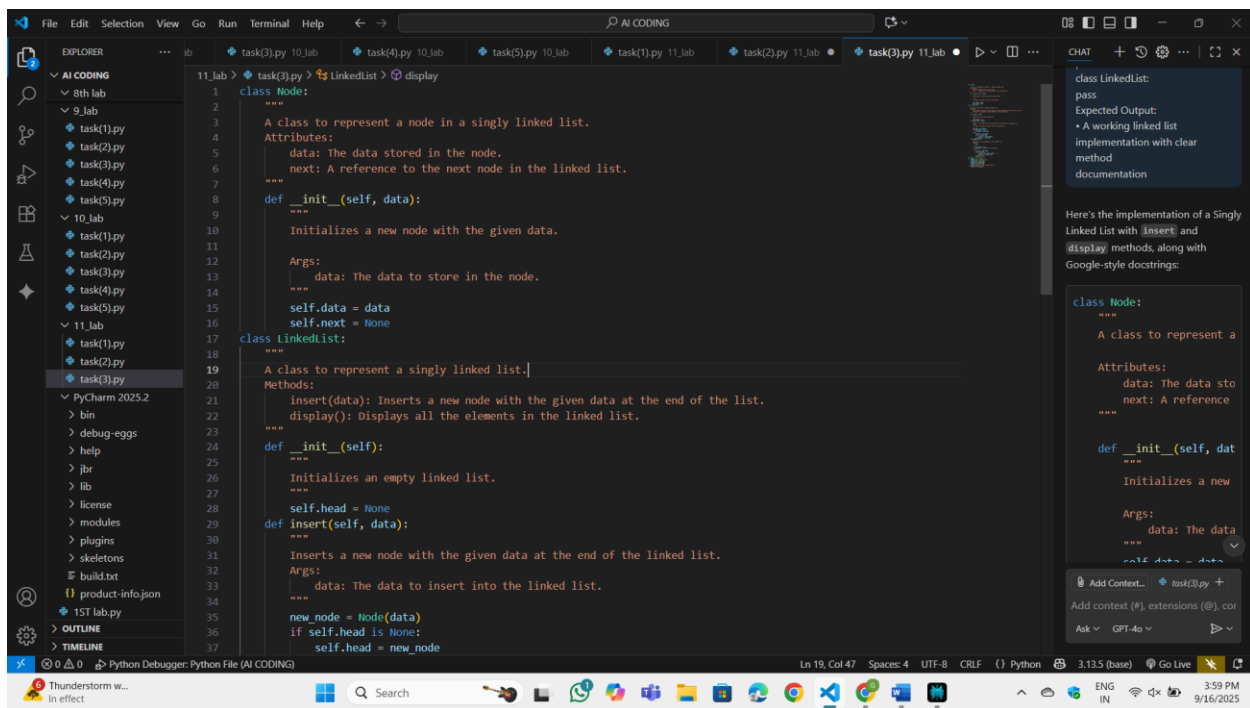 File Edit Selection View Go Run Terminal Help
AI CODING
EXPLORER
AI CODING
8th lab
9_lab
task(1).py
task(2).py
task(3).py
task(4).py
task(5).py
10_lab
task(1).py
task(2).py
task(3).py
task(4).py
task(5).py
11_lab
task(1).py
task(2).py
task(3).py
PyCharm 2025.2
bin
debug-eggs
help
jbr
lib
license
modules
plugins
skeletons
build.txt
product-info.json
1ST lab.py
OUTLINE
TIMELINE
task(3).py 10_lab task(4).py 10_lab task(5).py 10_lab task(1).py 11_lab task(2).py 11_lab task(3).py 11_lab
11_lab > task(3).py > LinkedList > display
1 class Node:
2 """
3 A class to represent a node in a singly linked list.
4 Attributes:
5 data: The data stored in the node.
6 next: A reference to the next node in the linked list.
7 """
8 def __init__(self, data):
9 """
10 Initializes a new node with the given data.
11
12 Args:
13 data: The data to store in the node.
14 """
15 self.data = data
16 self.next = None
17 class LinkedList:
18 """
19 A class to represent a singly linked list.
20 Methods:
21 insert(data): Inserts a new node with the given data at the end of the list.
22 display(): Displays all the elements in the linked list.
23 """
24 def __init__(self):
25 """
26 Initializes an empty linked list.
27 """
28 self.head = None
29 def insert(self, data):
30 """
31 Inserts a new node with the given data at the end of the linked list.
32 Args:
33 data: The data to insert into the linked list.
34 """
35 new_node = Node(data)
36 if self.head is None:
37 self.head = new_node
CHAT
class LinkedList:
pass
Expected Output:
• A working linked list
implementation with clear
method
documentation
Here's the implementation of a Singly
Linked List with insert and
display methods, along with
Google-style docstrings:
class Node:
"""
A class to represent a
Attributes:
data: The data sto
next: A reference
"""
def __init__(self, dat
"""
Initializes a new
Args:
data: The data
"""
self.data = data
Add Context... task(3).py +
Add context (#), extensions (@), cor
Ask GPT-4o
0 0 Python Debugger: Python File (AI CODING)
Ln 19, Col 47 Spaces: 4 UTF-8 CRLF {} Python 3.13.5 (base) Go Live
6
Thunderstorm w...
In effect
Search
ENG
IN
3:59 PM
9/16/2025